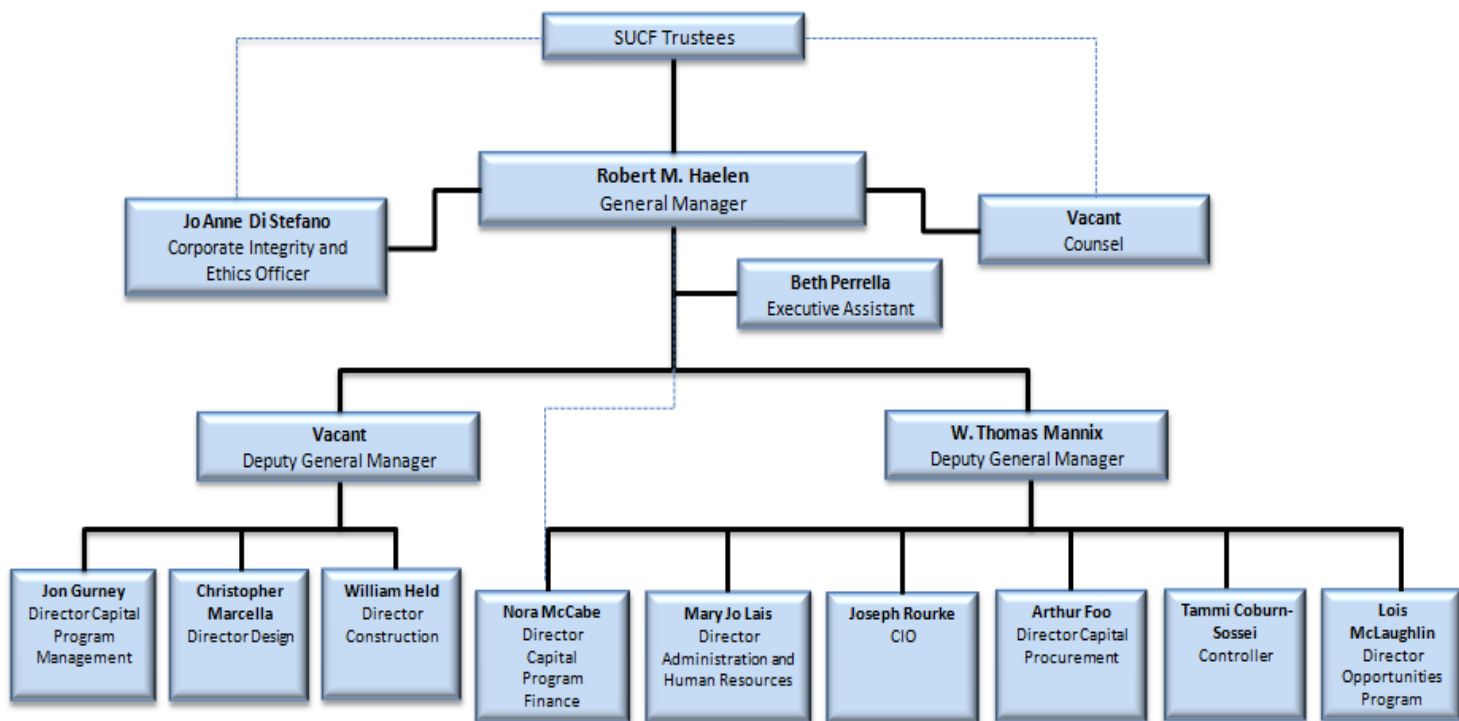 SUCF Trustees
Robert M. Haelen
General Manager
Jo Anne Di Stefano
Corporate Integrity and
Ethics Officer
Vacant
Counsel
Beth Perrella
Executive Assistant
Vacant
Deputy General Manager
W. Thomas Mannix
Deputy General Manager
Jon Gurney
Director Capital
Program
Management
Christopher
Marcella
Director Design
William Held
Director
Construction
Nora McCabe
Director
Capital
Program
Finance
Mary Jo Lais
Director
Administration and
Human Resources
Joseph Rourke
CIO
Arthur Foo
Director Capital
Procurement
Tammi Coburn-
Sossei
Controller
Lois
McLaughlin
Director
Opportunities
Program